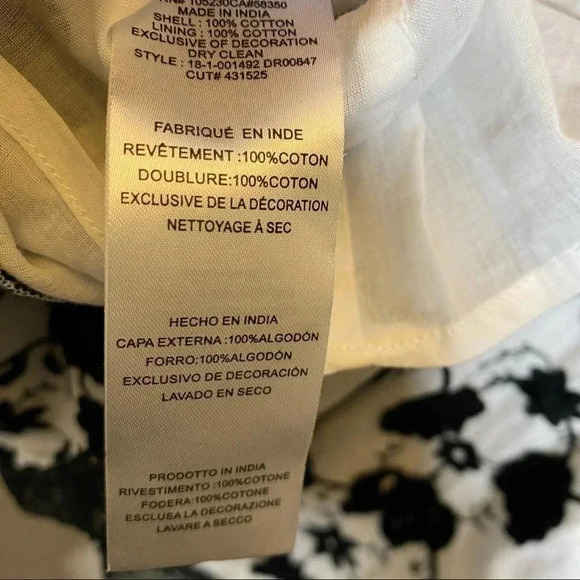 RN# 105230CA#58350
MADE IN INDIA
SHELL : 100% COTTON
LINING : 100% COTTON
EXCLUSIVE OF DECORATION
DRY CLEAN
STYLE : 18-1-001492 DR00847
CUT# 431525
FABRIQUÉ EN INDE
REVÊTEMENT :100%COTON
DOUBLURE:100%COTON
EXCLUSIVE DE LA DÉCORATION
NETTOYAGE À SEC
HECHO EN INDIA
CAPA EXTERNA :100%ALGODÓN
FORRO:100%ALGODÓN
EXCLUSIVO DE DECORACIÓN
LAVADO EN SECO
PRODOTTO IN INDIA
RIVESTIMENTO :100%COTONE
FODERA:100%COTONE
ESCLUSA LA DECORAZIONE
LAVARE A SECCO